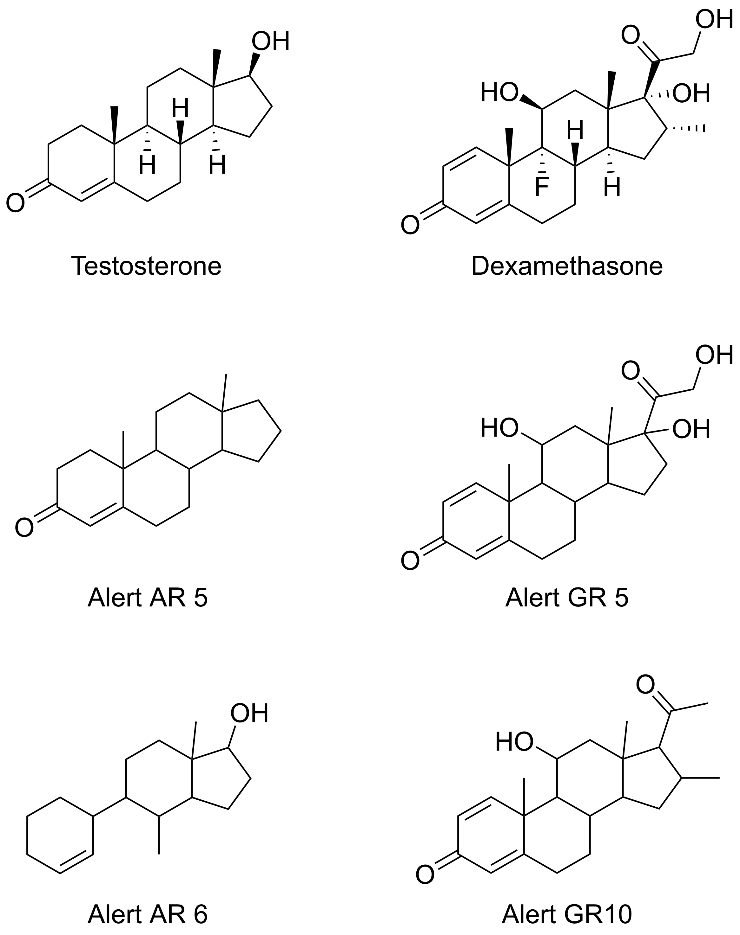 OH
H
H
H
O
Testosterone
OH
O
HO
OH
H
F
H
O
Dexamethasone
O
Alert AR 5
OH
O
HO
OH
O
Alert GR 5
OH
Alert AR 6
O
HO
O
Alert GR10